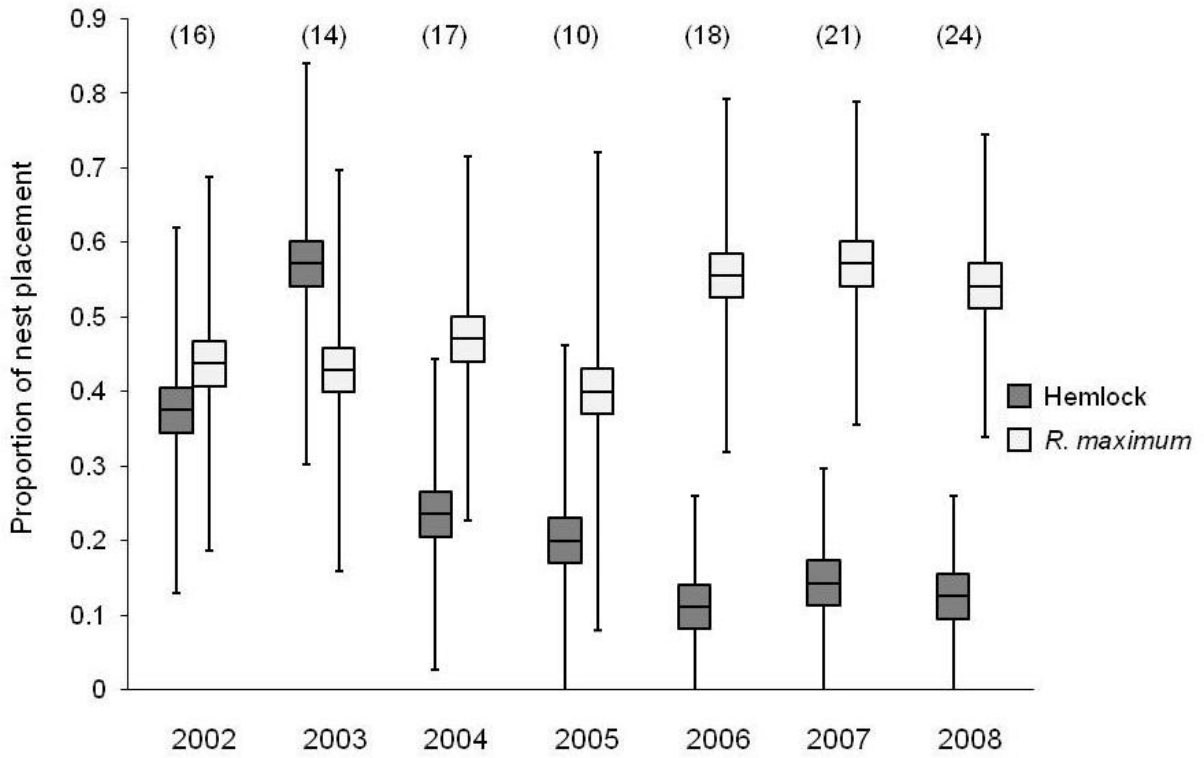 Proportion of nest placement
0.9
0.8
0.7
0.6
0.5
0.4
0.3
0.2
0.1
0
(16) (14) (17) (10) (18) (21) (24)
2002 2003 2004 2005 2006 2007 2008
Hemlock
R. maximum